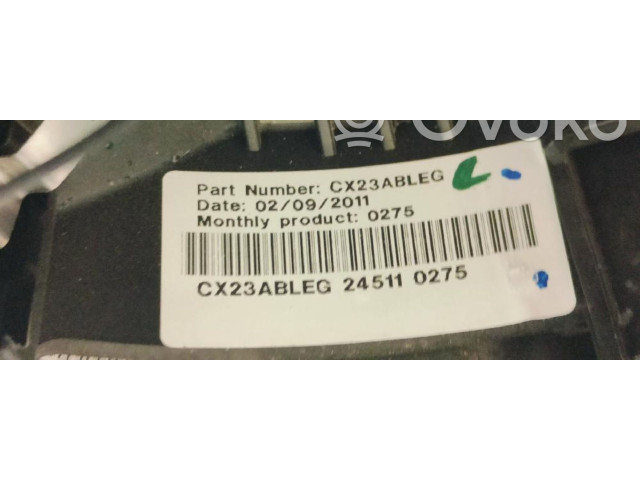 Ovoko
Part Number: CX23ABLEG L
Date: 02/09/2011
Monthly product: 0275
CX23ABLEG 24511 0275